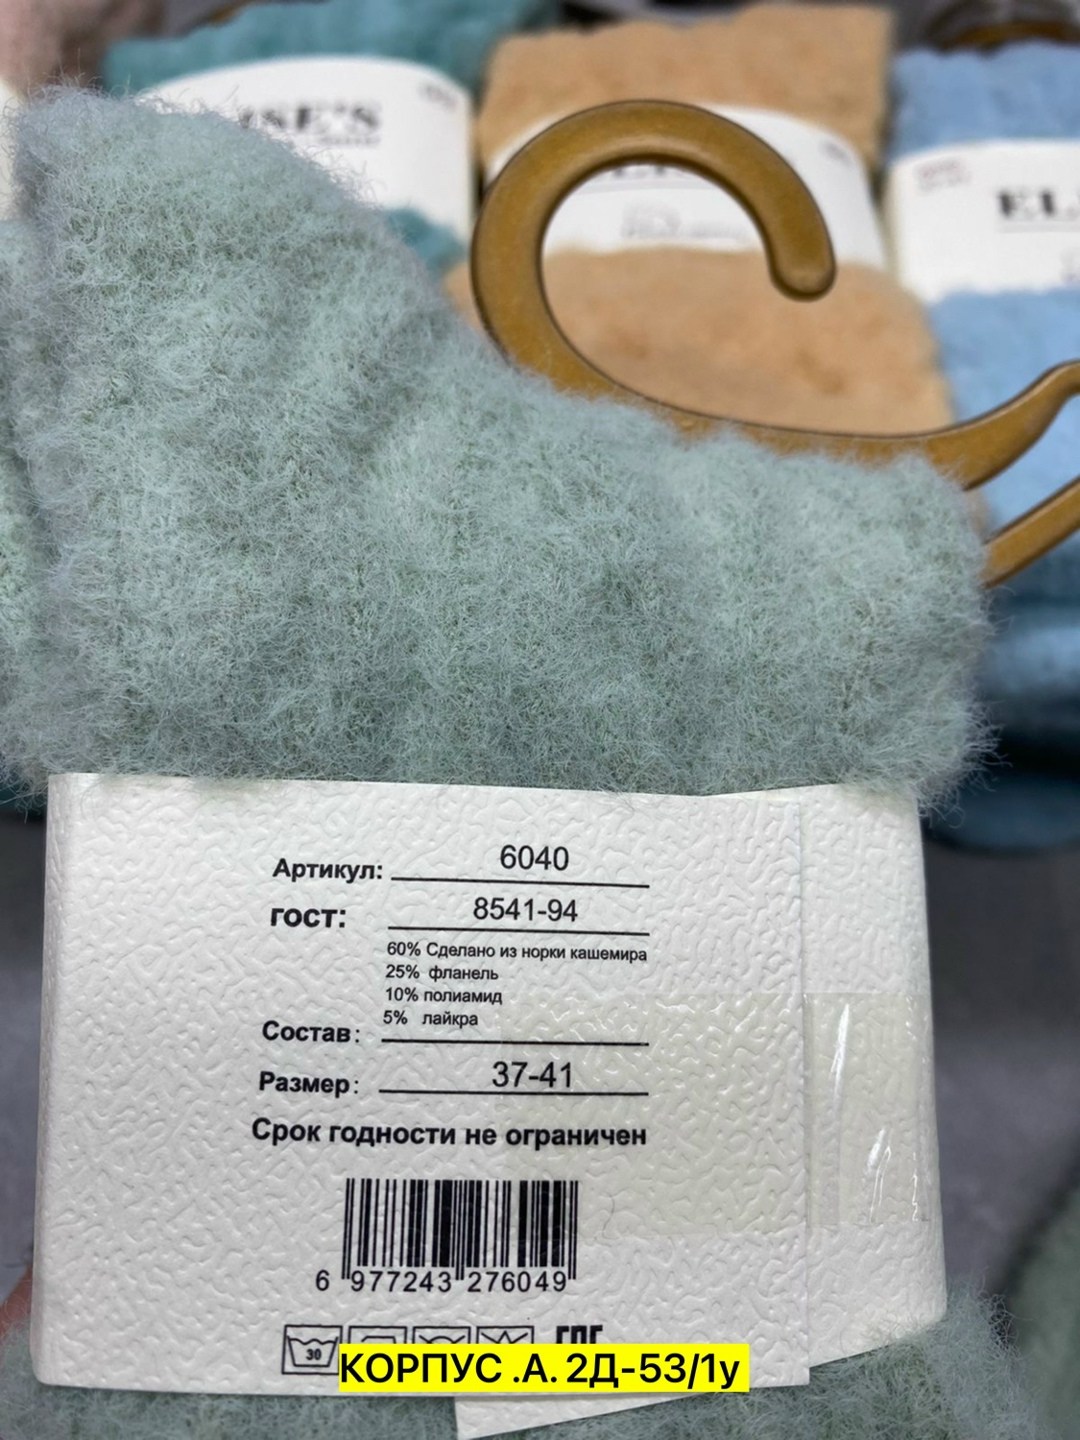 EL
Артикул: 6040
ГОСТ: 8541-94
60% Сделано из норки кашемира
25% фланель
10% полиамид
5% лайкра
Состав:
Размер: 37-41
Срок годности не ограничен
6 977243 276049
30
КОРПУС .А. 2Д-53/1у